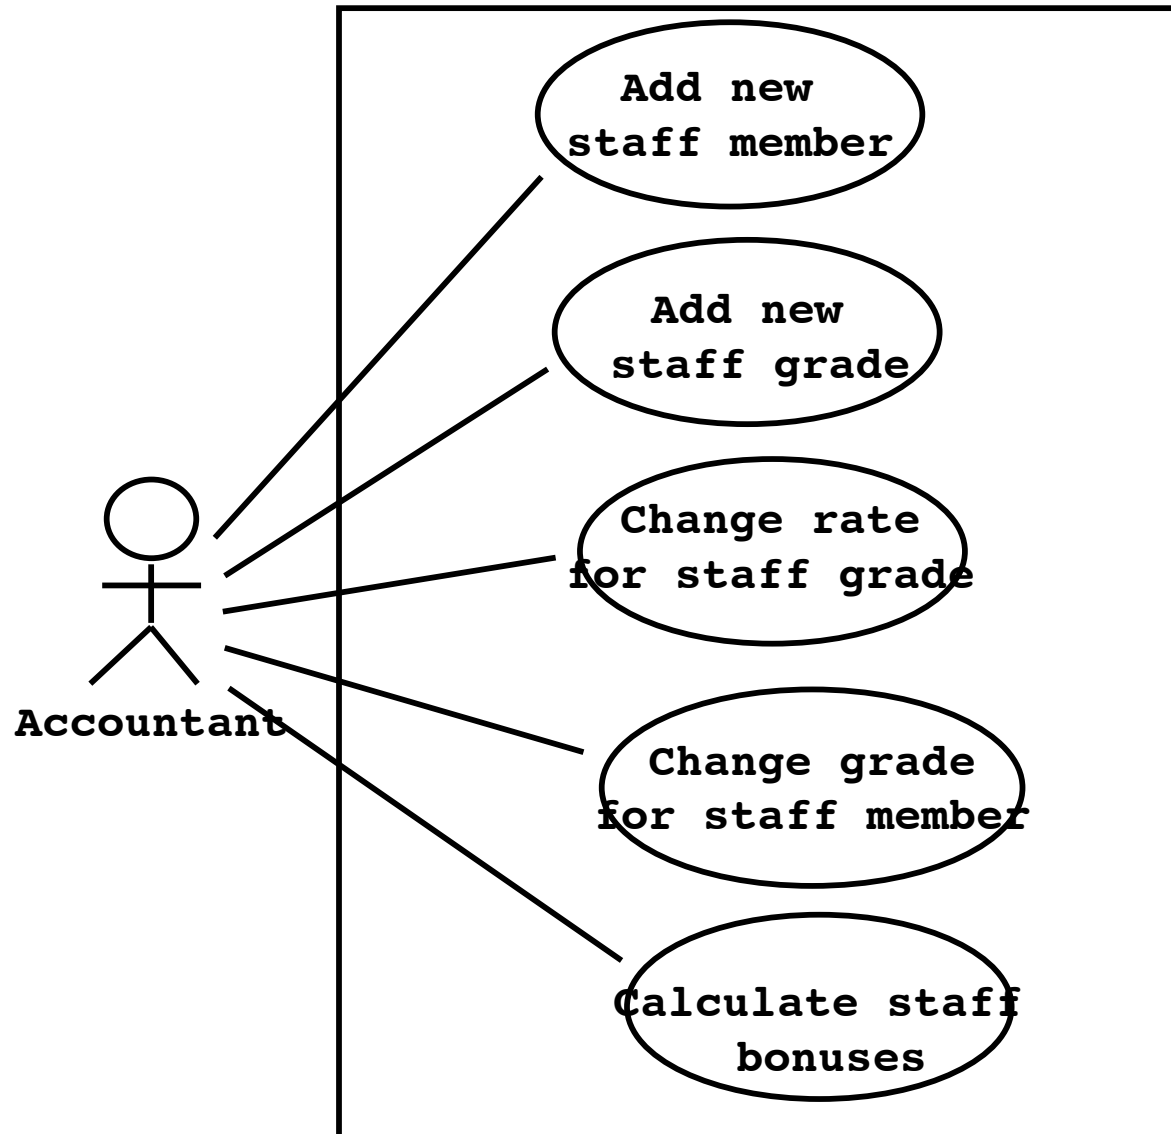 Add new
staff member
Add new
staff grade
Change rate
for staff grade
Accountant
Change grade
for staff member
Calculate staff
bonuses